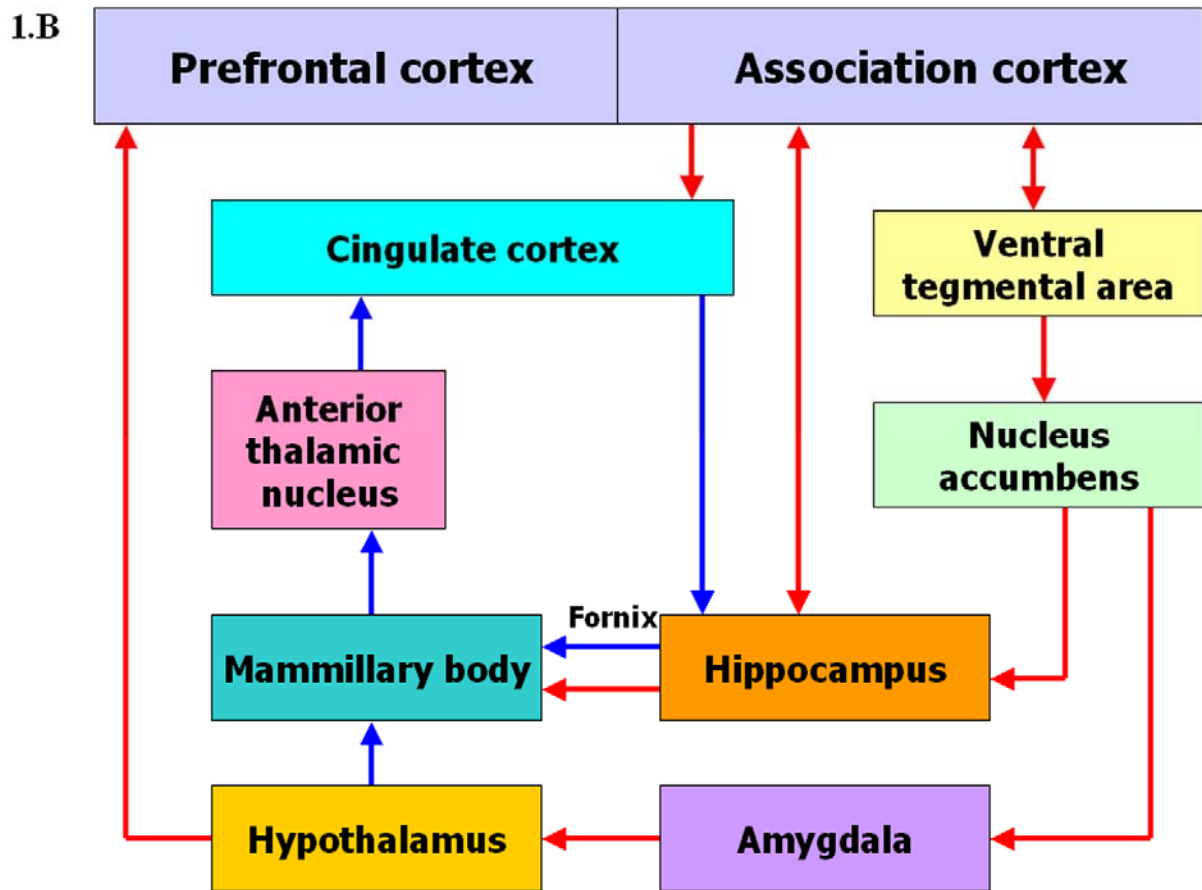 1.B
Prefrontal cortex
Association cortex
Cingulate cortex
Ventral
tegmental area
Anterior
thalamic
nucleus
Nucleus
accumbens
Fornix
Mammillary body
Hippocampus
Hypothalamus
Amygdala